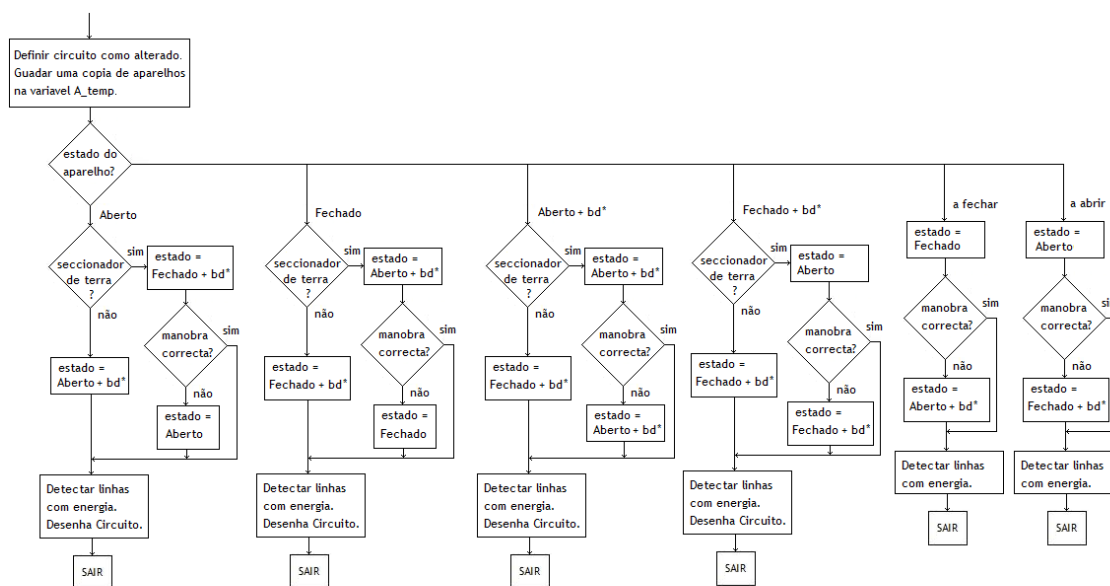 Definir circuito como alterado.
Guadar uma copia de aparelhos
na variavel A_temp.
estado do
aparelho?
Aberto
seccionador
de terra
?
sim
estado =
Fechado + bd*
não
manobra
correcta?
sim
estado =
Aberto + bd*
não
estado =
Aberto
Detectar linhas
com energia.
Desenha Circuito.
SAIR
Fechado
seccionador
de terra
?
sim
estado =
Aberto + bd*
não
manobra
correcta?
sim
estado =
Fechado + bd*
não
estado =
Fechado
Detectar linhas
com energia.
Desenha Circuito.
SAIR
Aberto + bd*
seccionador
de terra
?
sim
estado =
Aberto + bd*
não
manobra
correcta?
sim
estado =
Fechado + bd*
não
estado =
Aberto + bd*
Detectar linhas
com energia.
Desenha Circuito.
SAIR
Fechado + bd*
seccionador
de terra
?
sim
estado =
Aberto
não
manobra
correcta?
sim
estado =
Fechado + bd*
não
estado =
Fechado + bd*
Detectar linhas
com energia.
Desenha Circuito.
SAIR
a fechar
estado =
Fechado
sim
manobra
correcta?
não
estado =
Aberto + bd*
Detectar linhas
com energia.
SAIR
a abrir
estado =
Aberto
sim
manobra
correcta?
não
estado =
Fechado + bd*
Detectar linhas
com energia.
SAIR